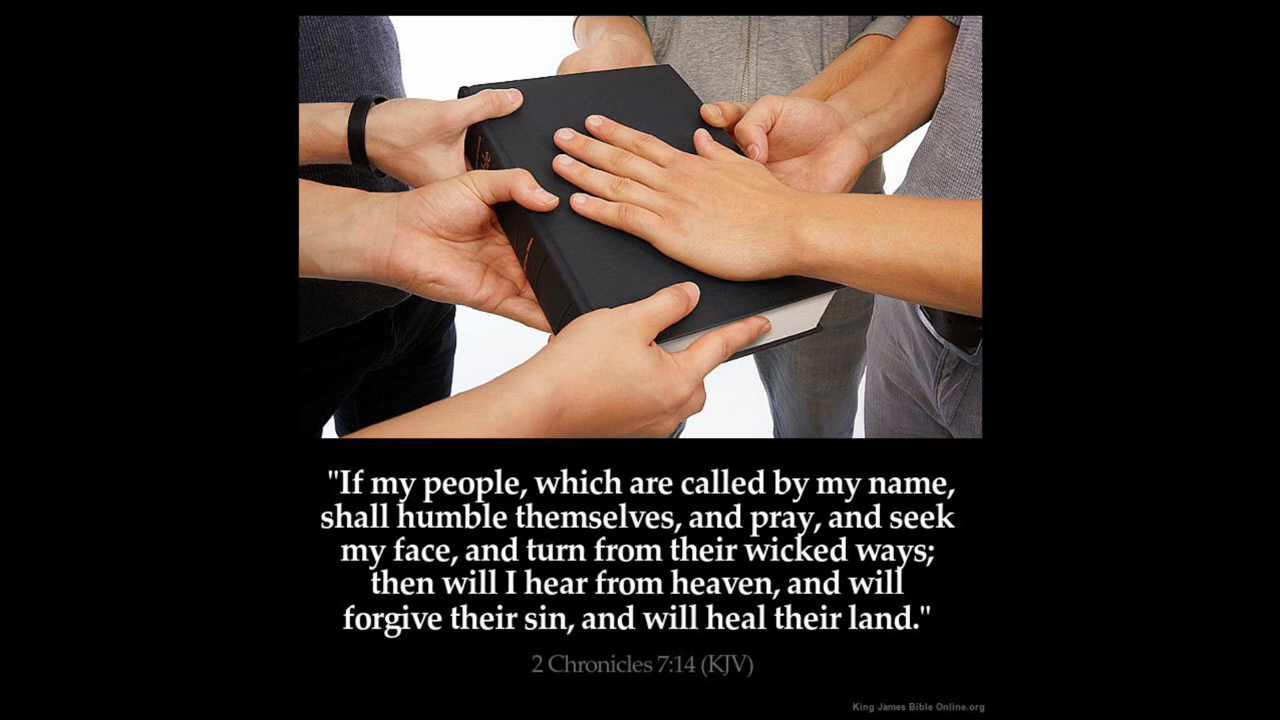 "If my people, which are called by my name,
shall humble themselves, and pray, and seek
my face, and turn from their wicked ways;
then will I hear from heaven, and will
forgive their sin, and will heal their land."
2 Chronicles 7:14 (KJV)
King James Bible Online.org